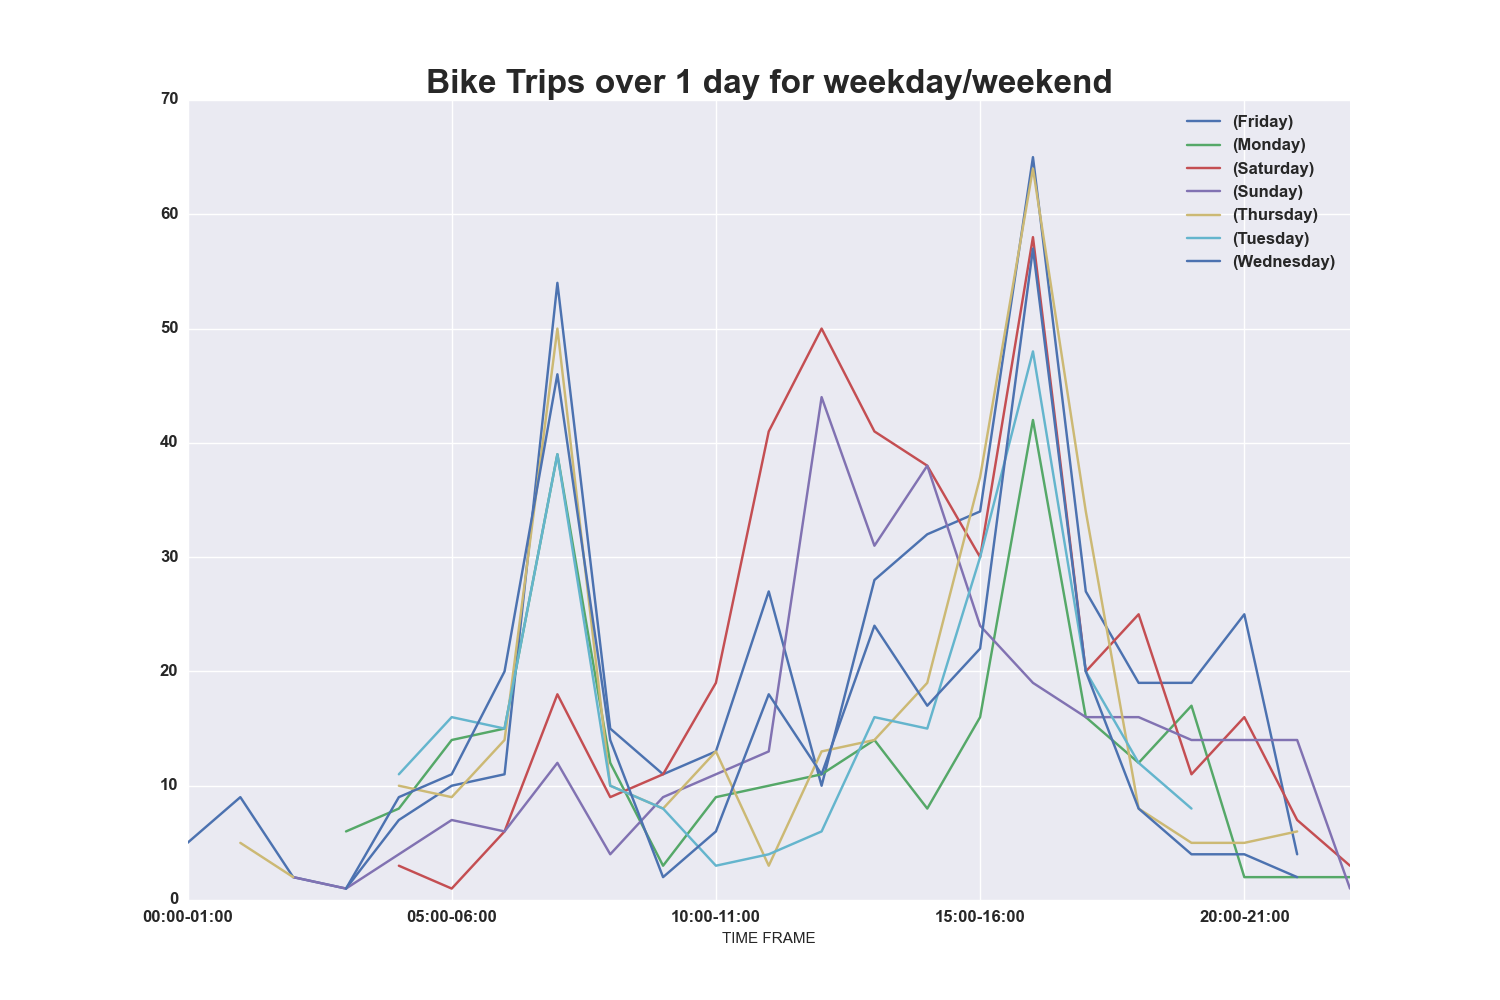 Bike Trips over 1 day for weekday/weekend
70
60
50
40
30
20
10
0
(Friday)
(Monday)
(Saturday)
(Sunday)
(Thursday)
(Tuesday)
(Wednesday)
00:00-01:00 05:00-06:00 10:00-11:00 15:00-16:00 20:00-21:00
TIME FRAME